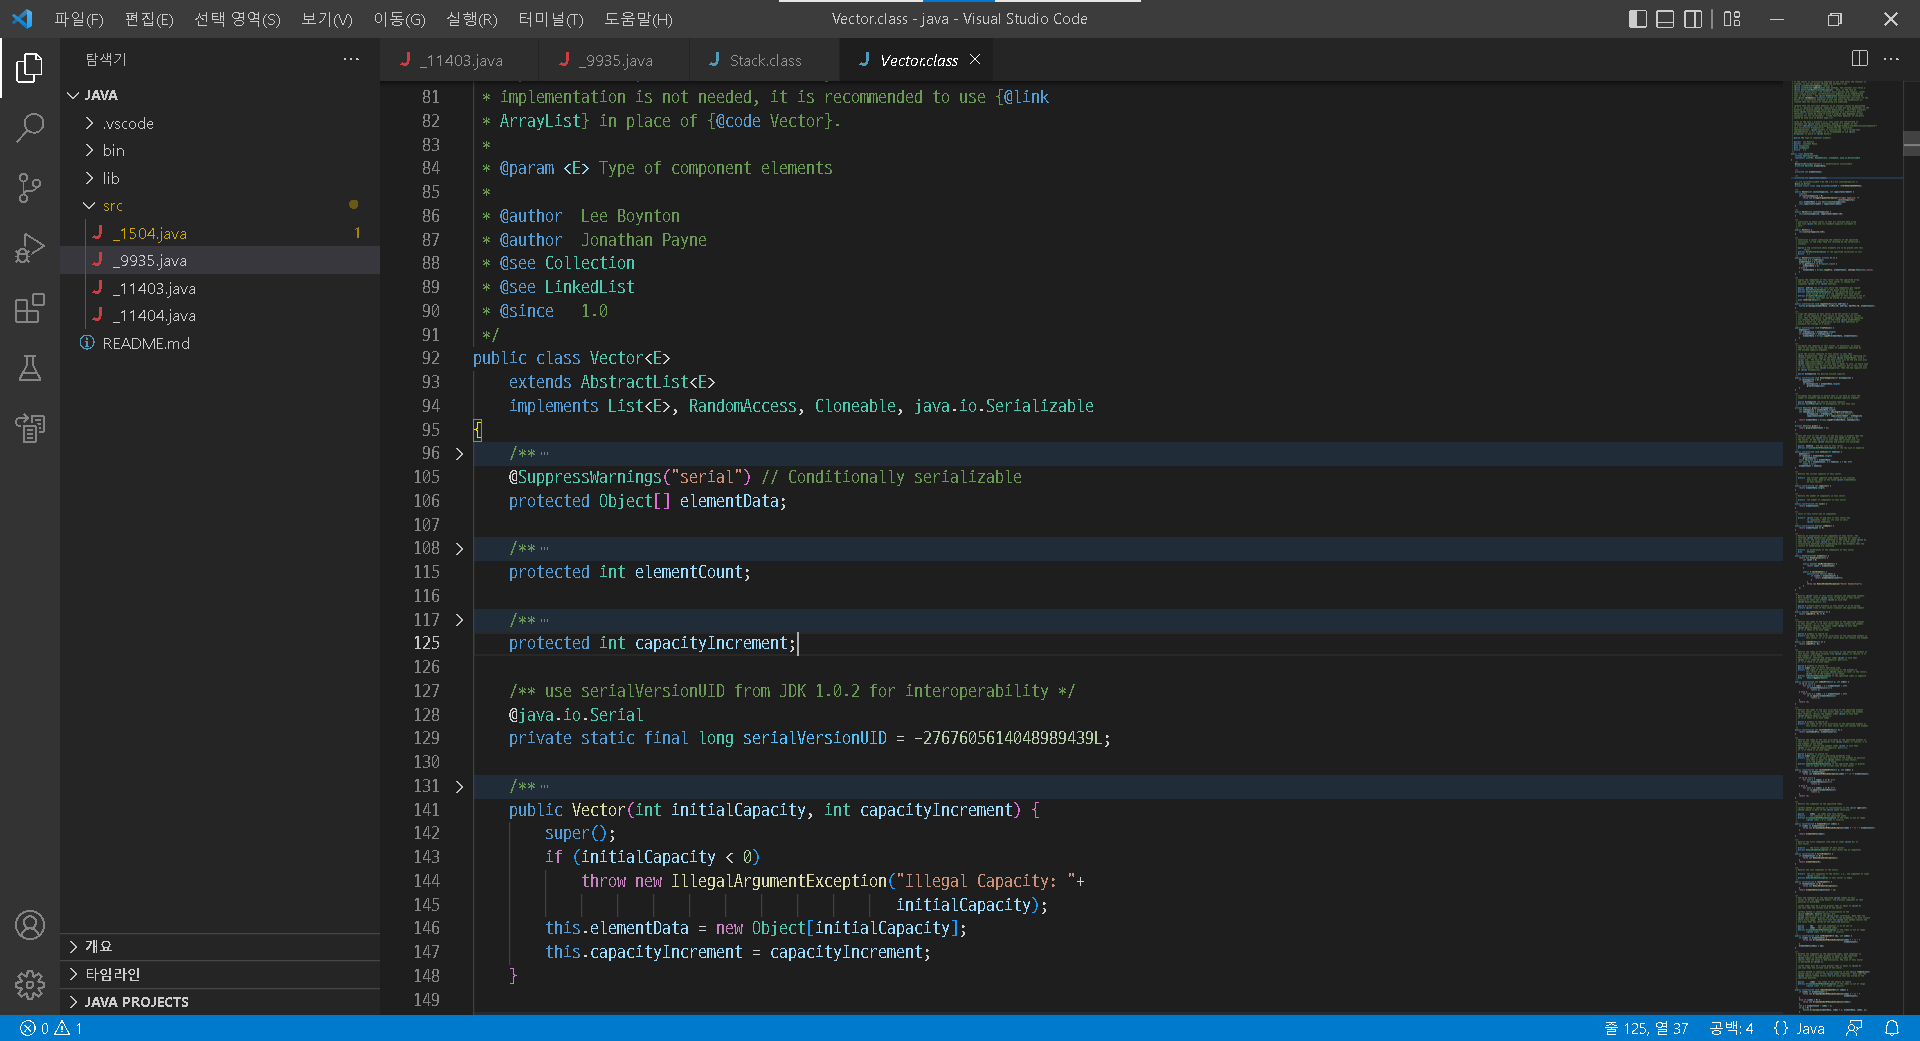 파일(F) 편집(E) 선택 영역(S) 보기(V) 이동(G) 실행(R) 터미널(T) 도움말(H)
Vector.class - java - Visual Studio Code
탐색기
JAVA
.vscode
bin
lib
src
_1504.java 1
_9935.java
_11403.java
_11404.java
README.md
개요
타임라인
JAVA PROJECTS
_11403.java _9935.java Stack.class Vector.class
81 * implementation is not needed, it is recommended to use {@link
82 * ArrayList} in place of {@code Vector}.
83 *
84 * @param <E> Type of component elements
85 *
86 * @author  Lee Boynton
87 * @author  Jonathan Payne
88 * @see Collection
89 * @see LinkedList
90 * @since   1.0
91 */
92 public class Vector<E>
93 extends AbstractList<E>
94 implements List<E>, RandomAccess, Cloneable, java.io.Serializable
95 {
96 /** ...
105 @SuppressWarnings("serial") // Conditionally serializable
106 protected Object[] elementData;
107
108 /** ...
115 protected int elementCount;
116
117 /** ...
125 protected int capacityIncrement;
126
127 /** use serialVersionUID from JDK 1.0.2 for interoperability */
128 @java.io.Serial
129 private static final long serialVersionUID = -2767605614048989439L;
130
131 /** ...
141 public Vector(int initialCapacity, int capacityIncrement) {
142 super();
143 if (initialCapacity < 0)
144 throw new IllegalArgumentException("Illegal Capacity: "+
145 initialCapacity);
146 this.elementData = new Object[initialCapacity];
147 this.capacityIncrement = capacityIncrement;
148 }
149
0 1
줄 125, 열 37 공백: 4 {} Java